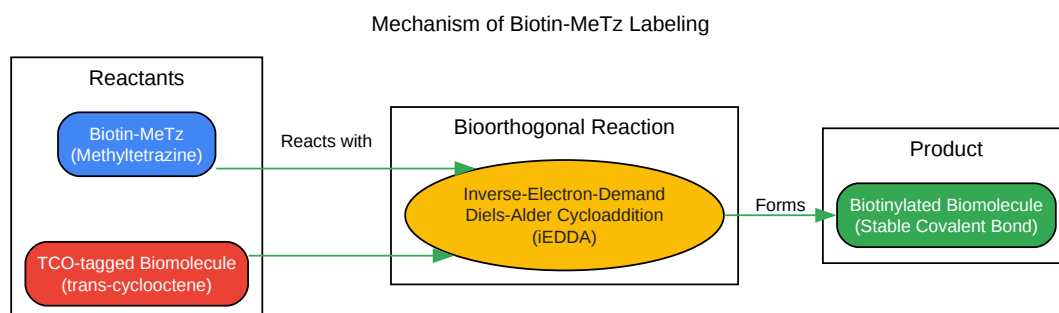 Mechanism of Biotin-MeTz Labeling
Reactants
Biotin-MeTz
(Methyltetrazine)
TCO-tagged Biomolecule
(trans-cyclooctene)
Reacts with
Bioorthogonal Reaction
Inverse-Electron-Demand
Diels-Alder Cycloaddition
(iEDDA)
Forms
Product
Biotinylated Biomolecule
(Stable Covalent Bond)